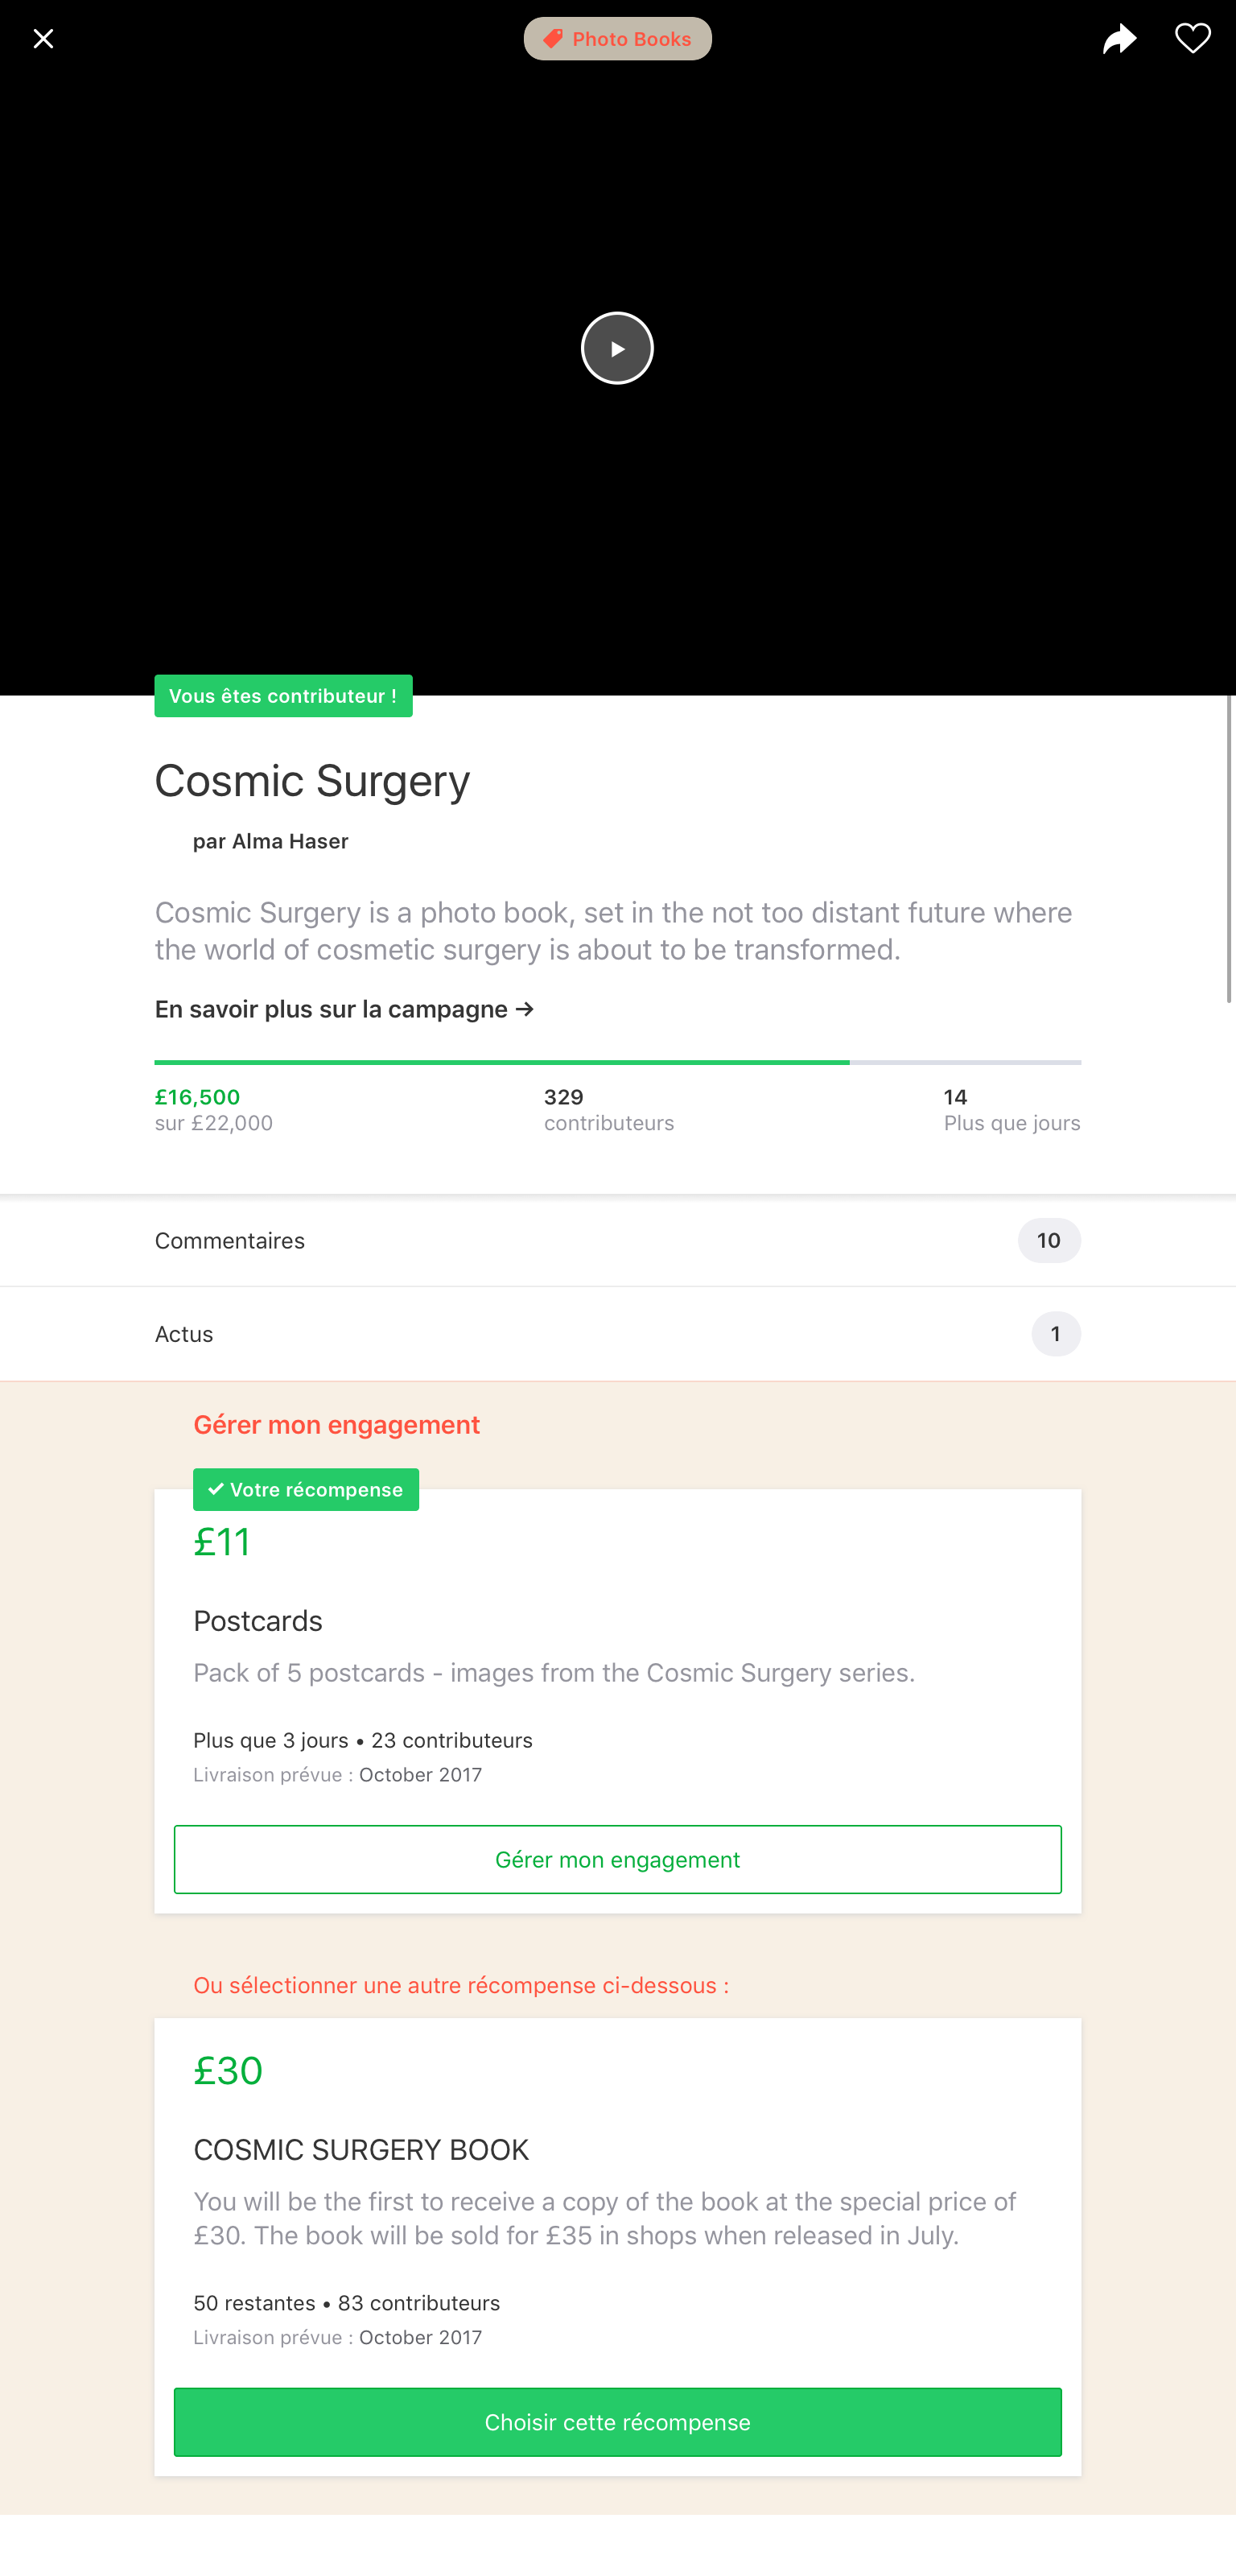 Photo Books
Vous êtes contributeur !
Cosmic Surgery
par Alma Haser
Cosmic Surgery is a photo book, set in the not too distant future where
the world of cosmetic surgery is about to be transformed.
En savoir plus sur la campagne →
£16,500
sur £22,000
329
contributeurs
14
Plus que jours
Commentaires
10
Actus
1
Gérer mon engagement
✓ Votre récompense
£11
Postcards
Pack of 5 postcards - images from the Cosmic Surgery series.
Plus que 3 jours • 23 contributeurs
Livraison prévue : October 2017
Gérer mon engagement
Ou sélectionner une autre récompense ci-dessous :
£30
COSMIC SURGERY BOOK
You will be the first to receive a copy of the book at the special price of
£30. The book will be sold for £35 in shops when released in July.
50 restantes • 83 contributeurs
Livraison prévue : October 2017
Choisir cette récompense